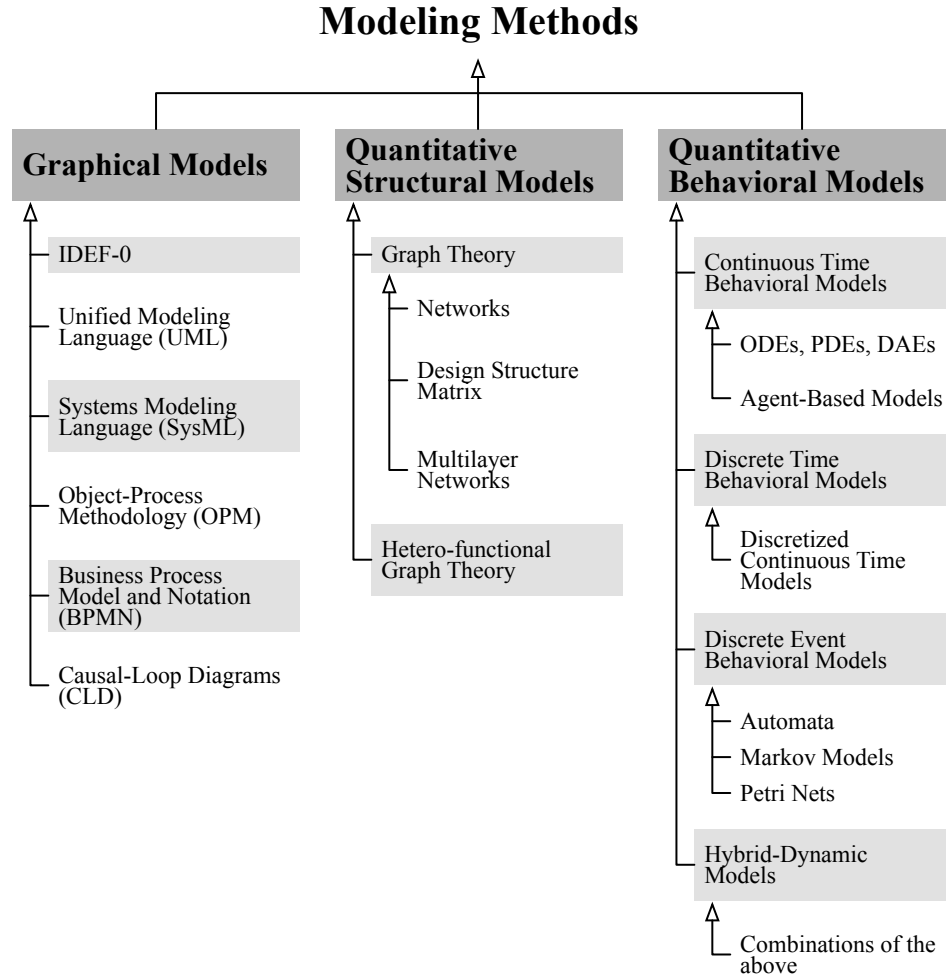 Modeling Methods
Graphical Models
IDEF-0
Unified Modeling
Language (UML)
Systems Modeling
Language (SysML)
Object-Process
Methodology (OPM)
Business Process
Model and Notation
(BPMN)
Causal-Loop Diagrams
(CLD)
Quantitative
Structural Models
Graph Theory
Networks
Design Structure
Matrix
Multilayer
Networks
Hetero-functional
Graph Theory
Quantitative
Behavioral Models
Continuous Time
Behavioral Models
ODEs, PDEs, DAEs
Agent-Based Models
Discrete Time
Behavioral Models
Discretized
Continuous Time
Models
Discrete Event
Behavioral Models
Automata
Markov Models
Petri Nets
Hybrid-Dynamic
Models
Combinations of the
above